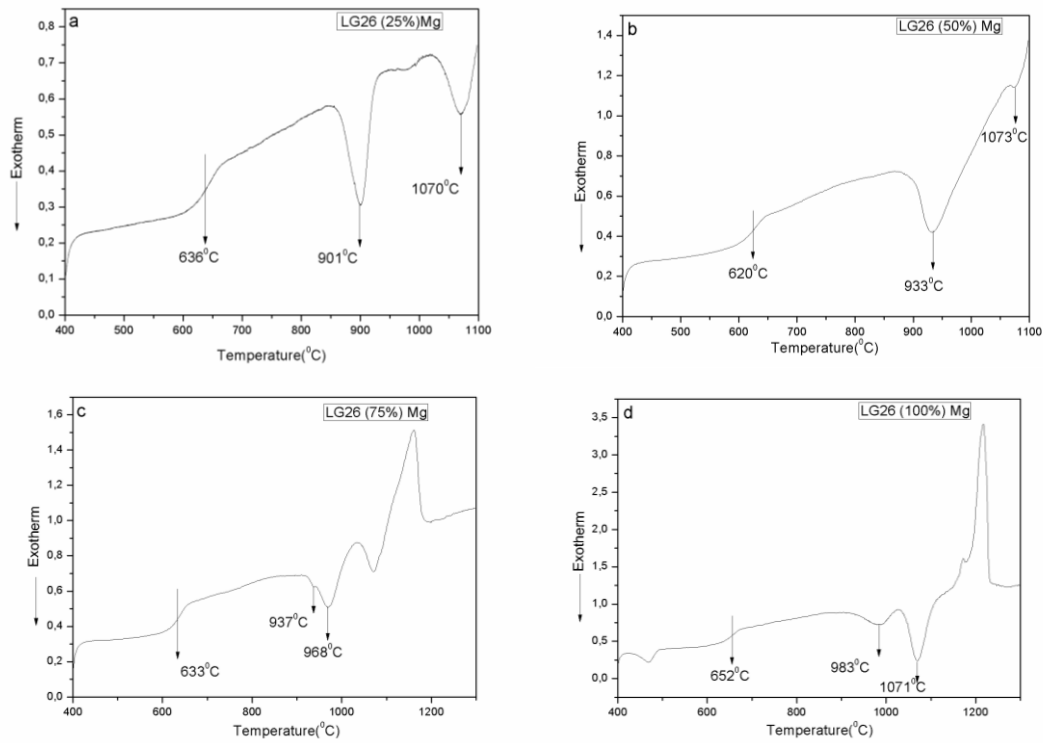 a
LG26 (25%)Mg
0,8
0,7
0,6
0,5
0,4
0,3
0,2
0,1
0,0
Exotherm
636⁰C
901⁰C
1070⁰C
400 500 600 700 800 900 1000 1100
Temperature(⁰C)
b
LG26 (50%) Mg
1,4
1,2
1,0
0,8
0,6
0,4
0,2
0,0
Exotherm
620⁰C
933⁰C
1073⁰C
400 500 600 700 800 900 1000 1100
Temperature(⁰C)
c
LG26 (75%) Mg
1,6
1,4
1,2
1,0
0,8
0,6
0,4
0,2
0,0
Exotherm
633⁰C
937⁰C
968⁰C
400 600 800 1000 1200
Temperature(⁰C)
d
LG26 (100%) Mg
3,5
3,0
2,5
2,0
1,5
1,0
0,5
0,0
Exotherm
652⁰C
983⁰C
1071⁰C
400 600 800 1000 1200
Temperature(⁰C)